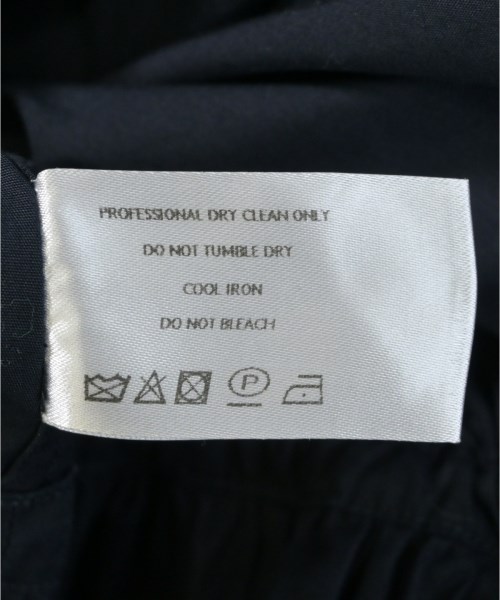 PROFESSIONAL DRY CLEAN ONLY
DO NOT TUMBLE DRY
COOL IRON
DO NOT BLEACH
P